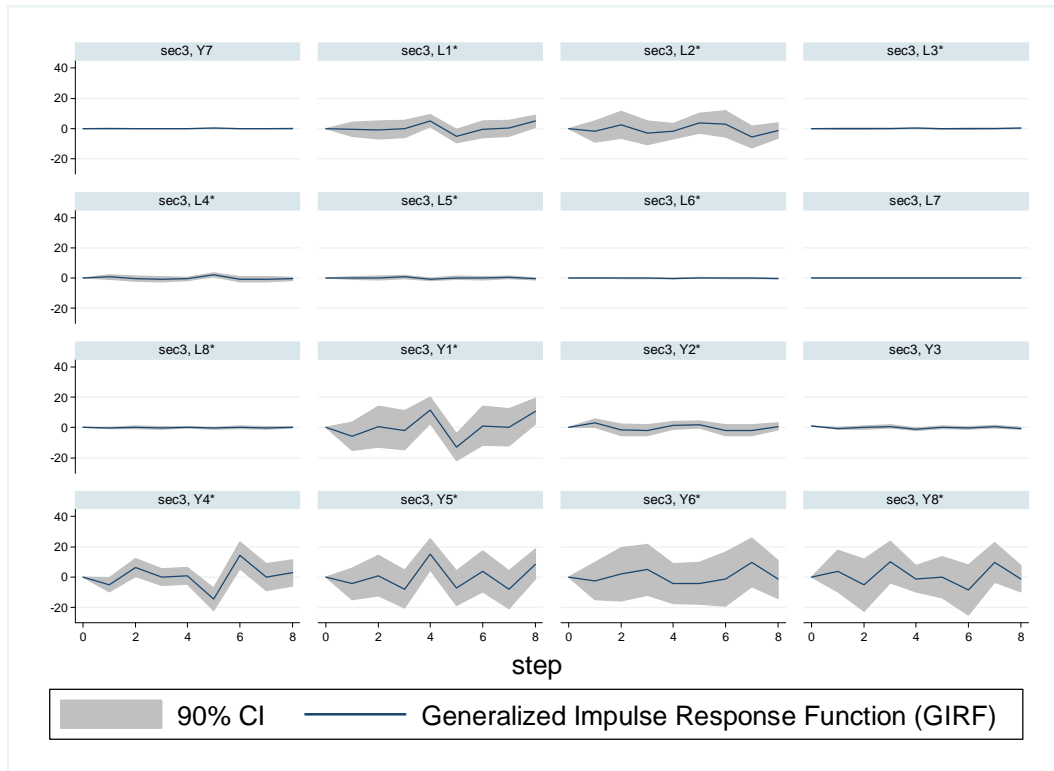 sec3, Y7 sec3, L1* sec3, L2* sec3, L3*
40
20
0
-20
sec3, L4* sec3, L5* sec3, L6* sec3, L7
40
20
0
-20
sec3, L8* sec3, Y1* sec3, Y2* sec3, Y3
40
20
0
-20
sec3, Y4* sec3, Y5* sec3, Y6* sec3, Y8*
40
20
0
-20
0 2 4 6 8 0 2 4 6 8 0 2 4 6 8 0 2 4 6 8
step
90% CI Generalized Impulse Response Function (GIRF)